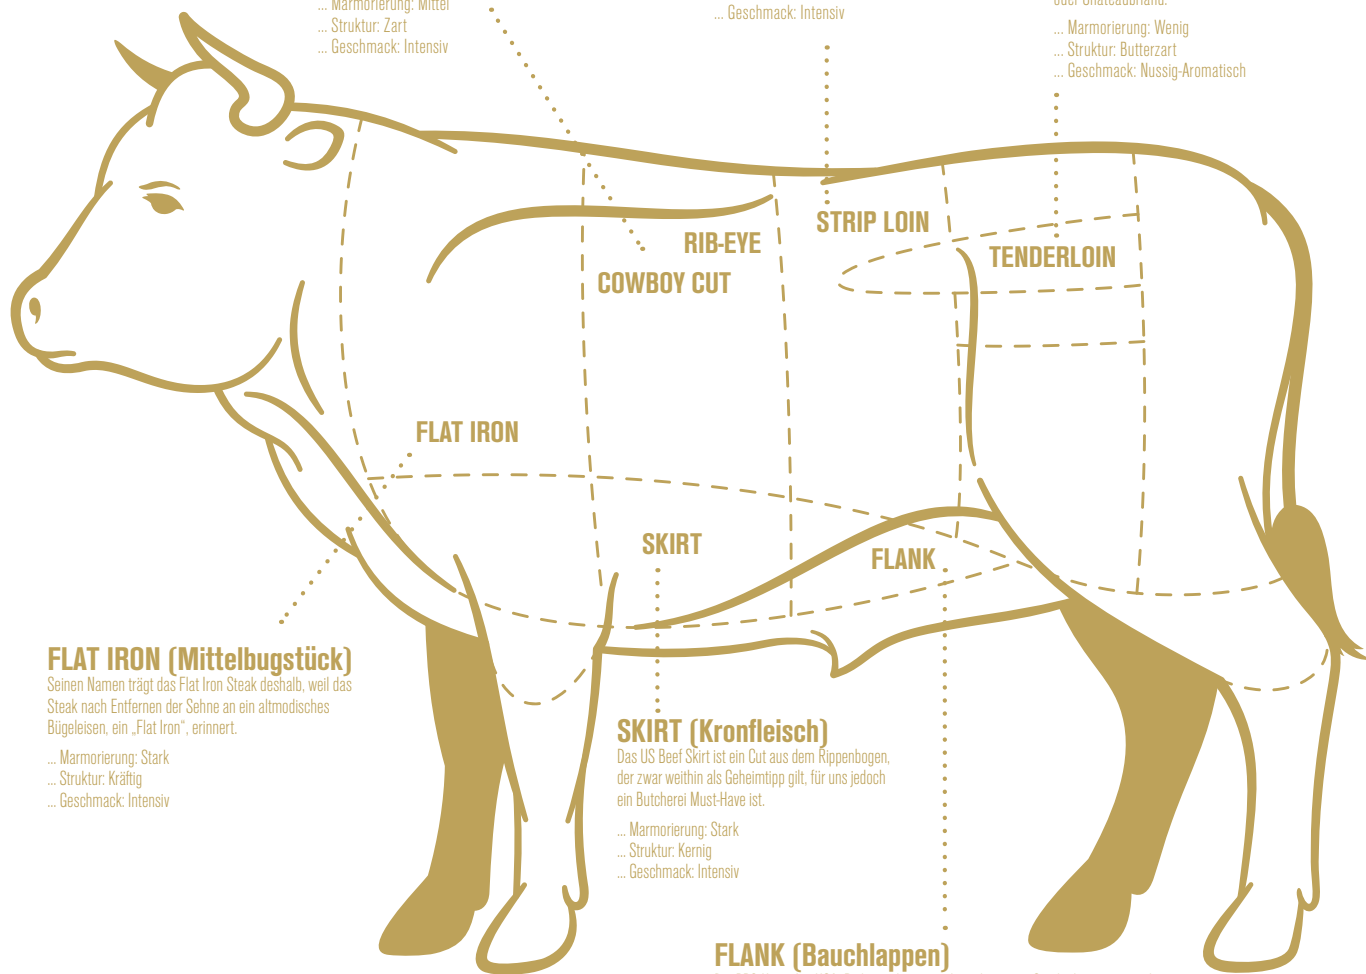 ... Marmorierung: Mittel
... Struktur: Zart
... Geschmack: Intensiv
... Geschmack: Intensiv
oder Chateaubriand.
... Marmorierung: Wenig
... Struktur: Butterzart
... Geschmack: Nussig-Aromatisch
STRIP LOIN
RIB-EYE
TENDERLOIN
COWBOY CUT
FLAT IRON
SKIRT
FLANK
FLAT IRON (Mittelbugstück)
Seinen Namen trägt das Flat Iron Steak deshalb, weil das
Steak nach Entfernen der Sehne an ein altmodisches
Bügeleisen, ein „Flat Iron“, erinnert.
... Marmorierung: Stark
... Struktur: Kräftig
... Geschmack: Intensiv
SKIRT (Kronfleisch)
Das US Beef Skirt ist ein Cut aus dem Rippenbogen,
der zwar weithin als Geheimtipp gilt, für uns jedoch
ein Butcherei Must-Have ist.
... Marmorierung: Stark
... Struktur: Kernig
... Geschmack: Intensiv
FLANK (Bauchlappen)